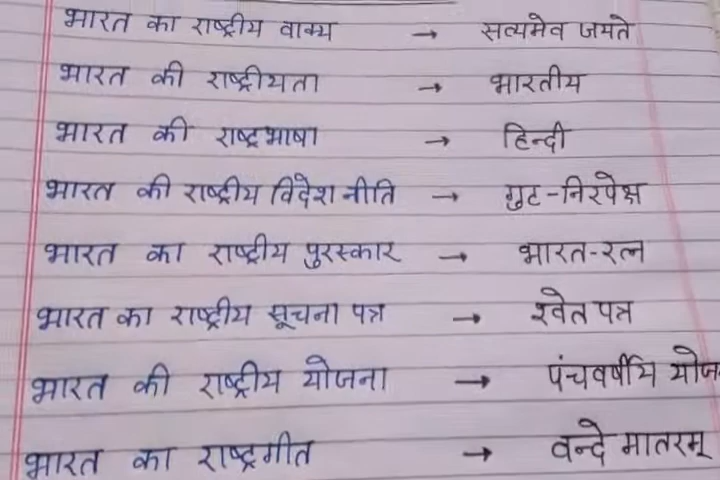 भारत का राष्ट्रीय वाक्य → सत्यमेव जयते
भारत की राष्ट्रीयता → भारतीय
भारत की राष्ट्रभाषा → हिन्दी
भारत की राष्ट्रीय विदेश नीति → गुट-निरपेक्ष
भारत का राष्ट्रीय पुरस्कार → भारत-रत्न
भारत का राष्ट्रीय सूचना पत्र → श्वेत पत्र
भारत की राष्ट्रीय योजना → पंचवर्षीय
भारत का राष्ट्रगीत → वन्दे मातरम्